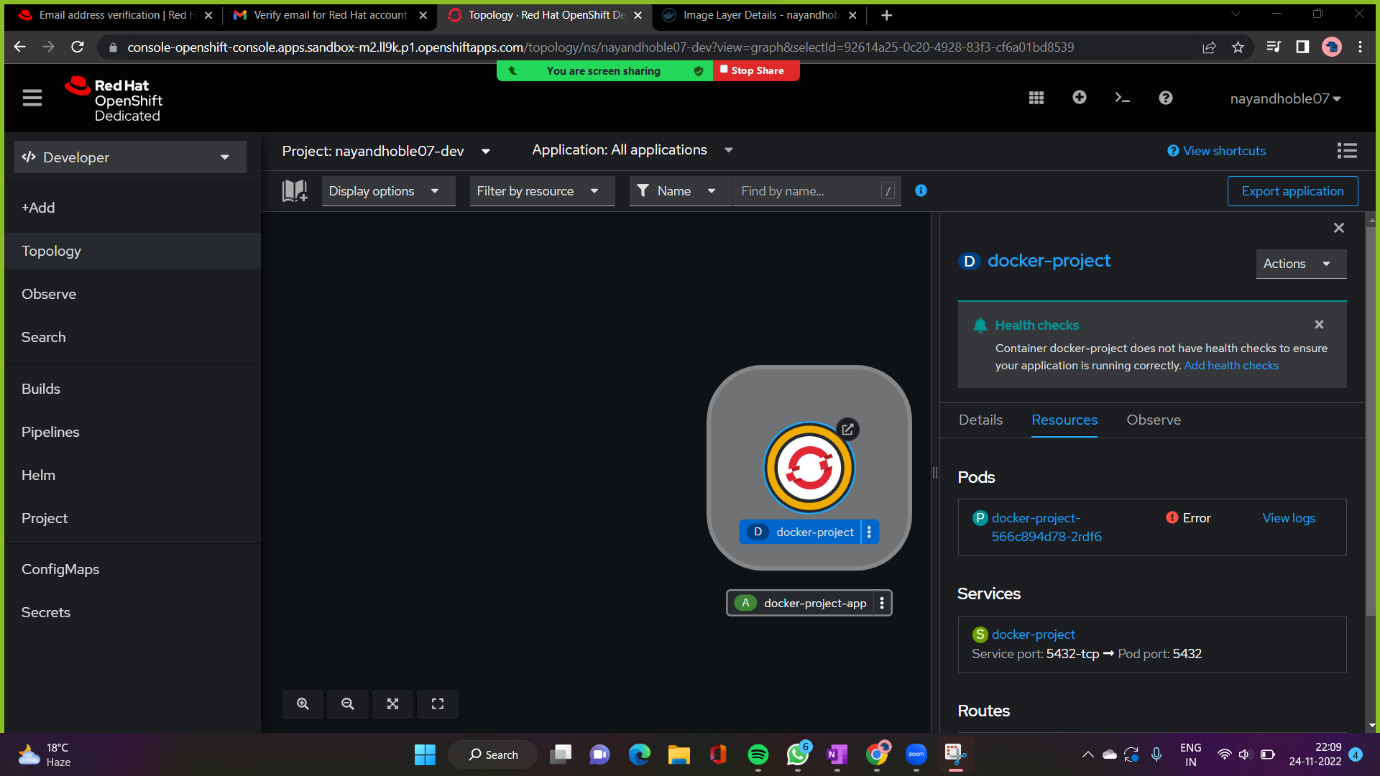 Email address verification | Red H
Verify email for Red Hat account
Topology · Red Hat OpenShift De
Image Layer Details - nayandhob
console-openshift-console.apps.sandbox-m2.ll9k.p1.openshiftapps.com/topology/ns/nayandhoble07-dev?view=graph&selectId=92614a25-0c20-4928-83f3-cf6a01bd8539
You are screen sharing
Stop Share
Red Hat
OpenShift
Dedicated
nayandhoble07
Developer
Project: nayandhoble07-dev
Application: All applications
View shortcuts
Display options
Filter by resource
Name
Find by name...
/
Export application
+Add
Topology
Observe
Search
Builds
Pipelines
Helm
Project
ConfigMaps
Secrets
D docker-project
A docker-project-app
D docker-project
Actions
Health checks
Container docker-project does not have health checks to ensure
your application is running correctly. Add health checks
Details
Resources
Observe
Pods
P docker-project-
566c894d78-2rdf6
Error
View logs
Services
S docker-project
Service port: 5432-tcp → Pod port: 5432
Routes
18°C
Haze
Search
zoom
6
ENG
IN
22:09
24-11-2022
4